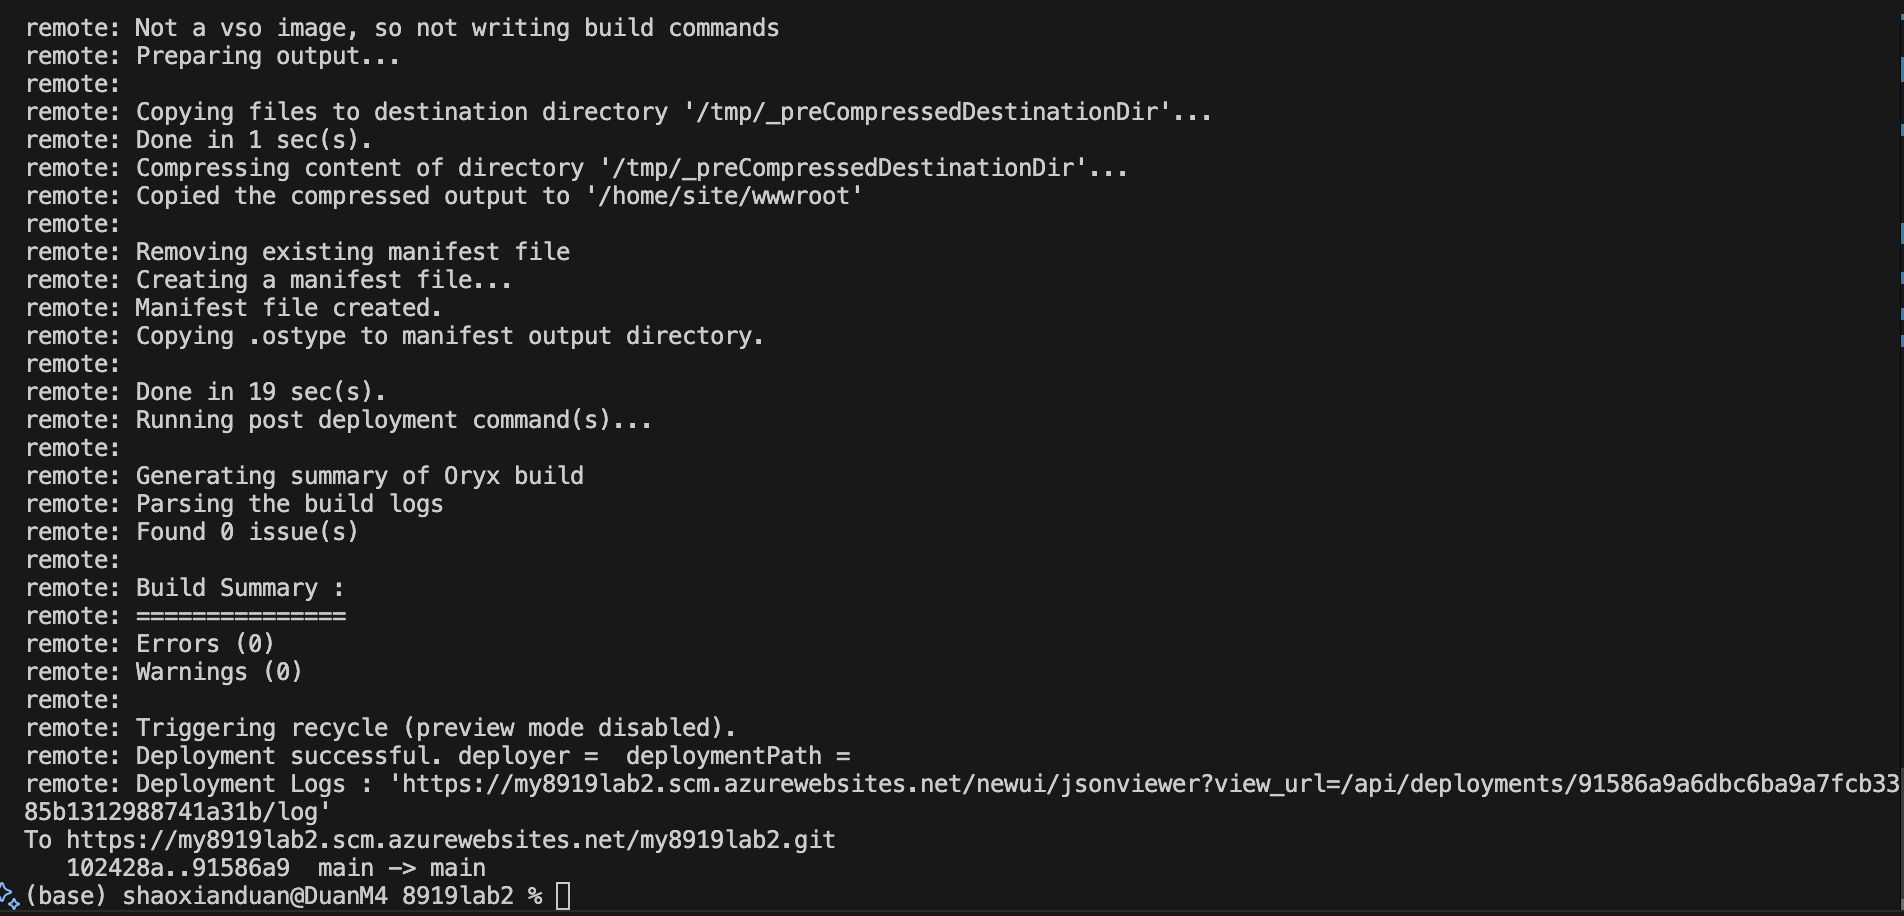 remote: Not a vso image, so not writing build commands
remote: Preparing output...
remote:
remote: Copying files to destination directory '/tmp/_preCompressedDestinationDir'...
remote: Done in 1 sec(s).
remote: Compressing content of directory '/tmp/_preCompressedDestinationDir'...
remote: Copied the compressed output to '/home/site/wwwroot'
remote:
remote: Removing existing manifest file
remote: Creating a manifest file...
remote: Manifest file created.
remote: Copying .ostype to manifest output directory.
remote:
remote: Done in 19 sec(s).
remote: Running post deployment command(s)...
remote:
remote: Generating summary of Oryx build
remote: Parsing the build logs
remote: Found 0 issue(s)
remote:
remote: Build Summary :
remote: ===============
remote: Errors (0)
remote: Warnings (0)
remote:
remote: Triggering recycle (preview mode disabled).
remote: Deployment successful. deployer =  deploymentPath =
remote: Deployment Logs : 'https://my8919lab2.scm.azurewebsites.net/newui/jsonviewer?view_url=/api/deployments/91586a9a6dbc6ba9a7fcb33
85b1312988741a31b/log'
To https://my8919lab2.scm.azurewebsites.net/my8919lab2.git
   102428a..91586a9  main -> main
(base) shaoxianduan@DuanM4 8919lab2 %